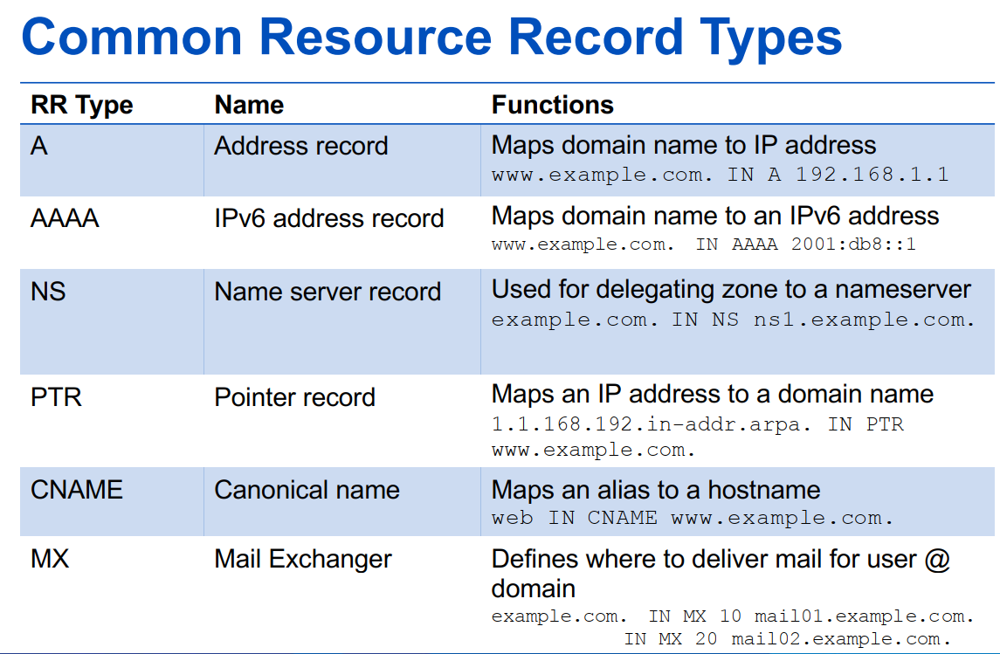 Common Resource Record Types
RR Type Name Functions
A Address record Maps domain name to IP address
www.example.com. IN A 192.168.1.1
AAAA IPv6 address record Maps domain name to an IPv6 address
www.example.com. IN AAAA 2001:db8::1
NS Name server record Used for delegating zone to a nameserver
example.com. IN NS ns1.example.com.
PTR Pointer record Maps an IP address to a domain name
1.1.168.192.in-addr.arpa. IN PTR
www.example.com.
CNAME Canonical name Maps an alias to a hostname
web IN CNAME www.example.com.
MX Mail Exchanger Defines where to deliver mail for user @
domain
example.com. IN MX 10 mail01.example.com.
IN MX 20 mail02.example.com.